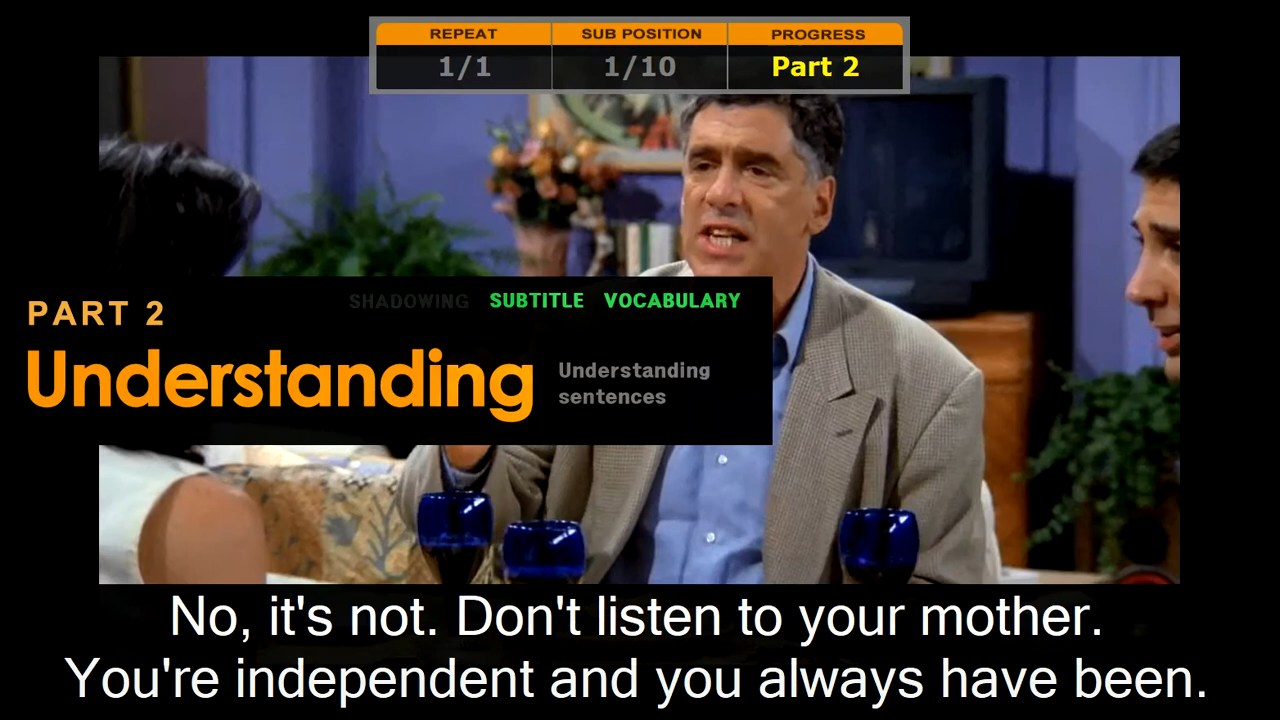 REPEAT SUB POSITION PROGRESS
1/1 1/10 Part 2
SHADOWING SUBTITLE VOCABULARY
PART 2
Understanding
Understanding
sentences
No, it's not. Don't listen to your mother.
You're independent and you always have been.